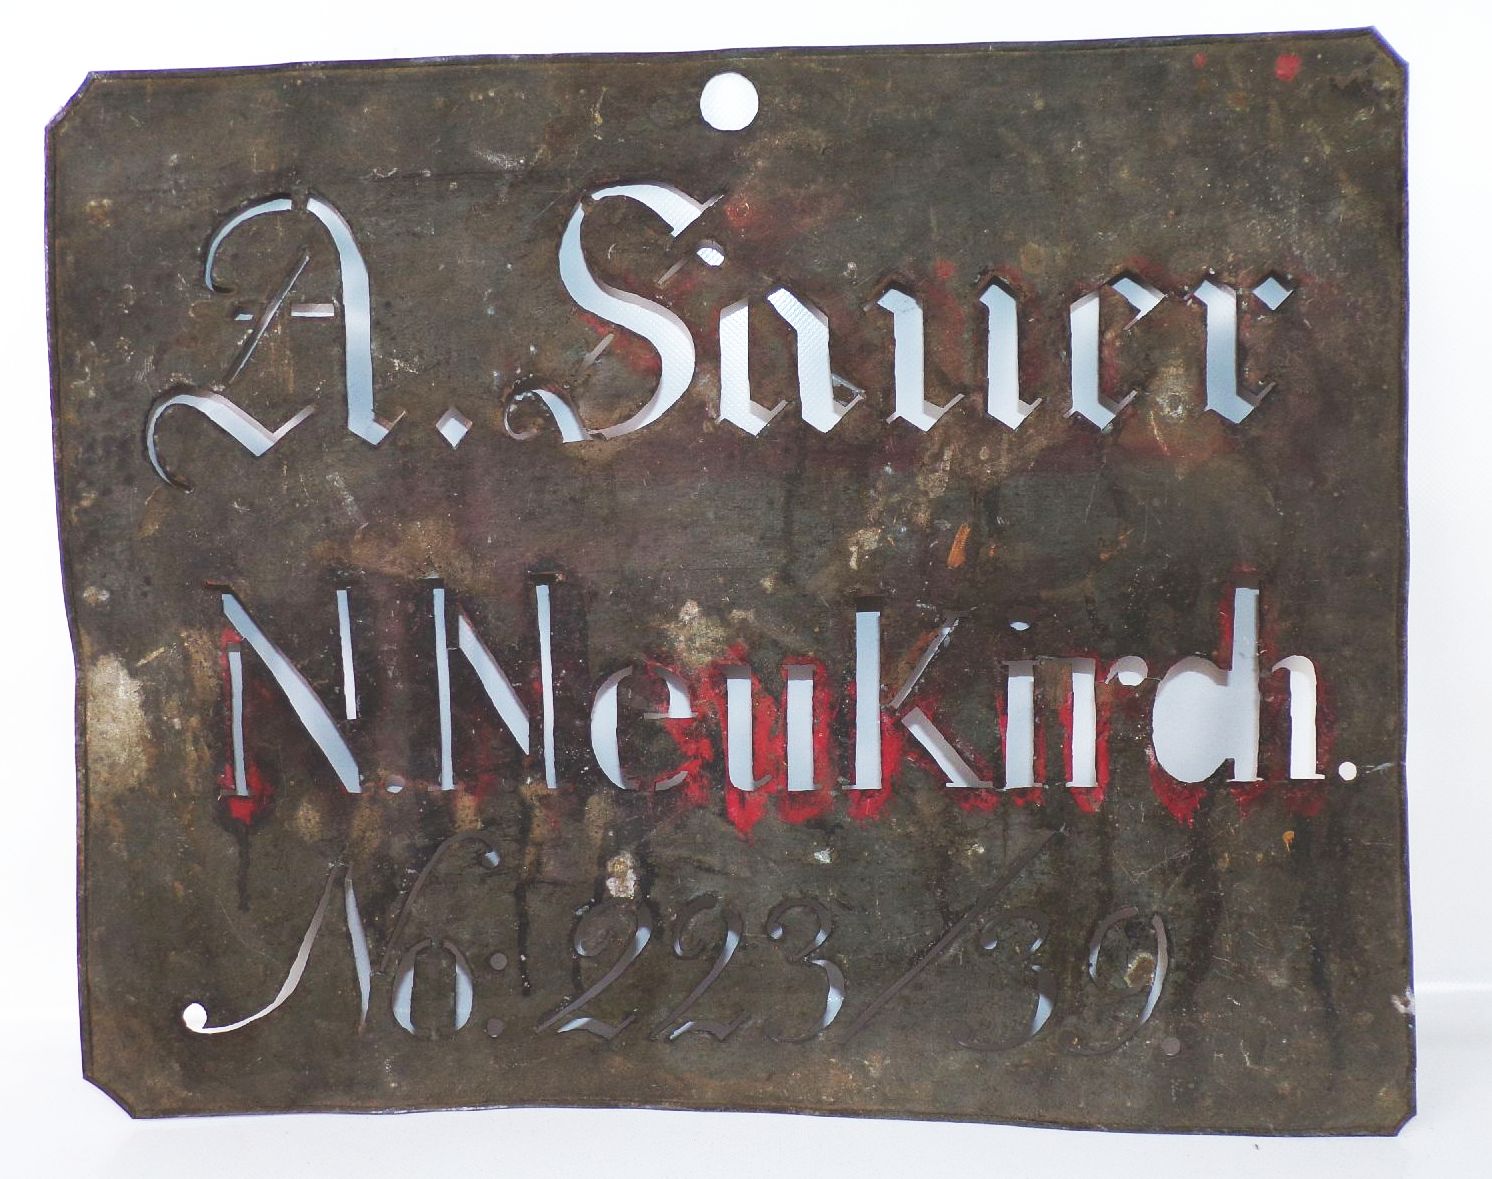 A. Sauer
N. Neukirch.
No: 223/39.